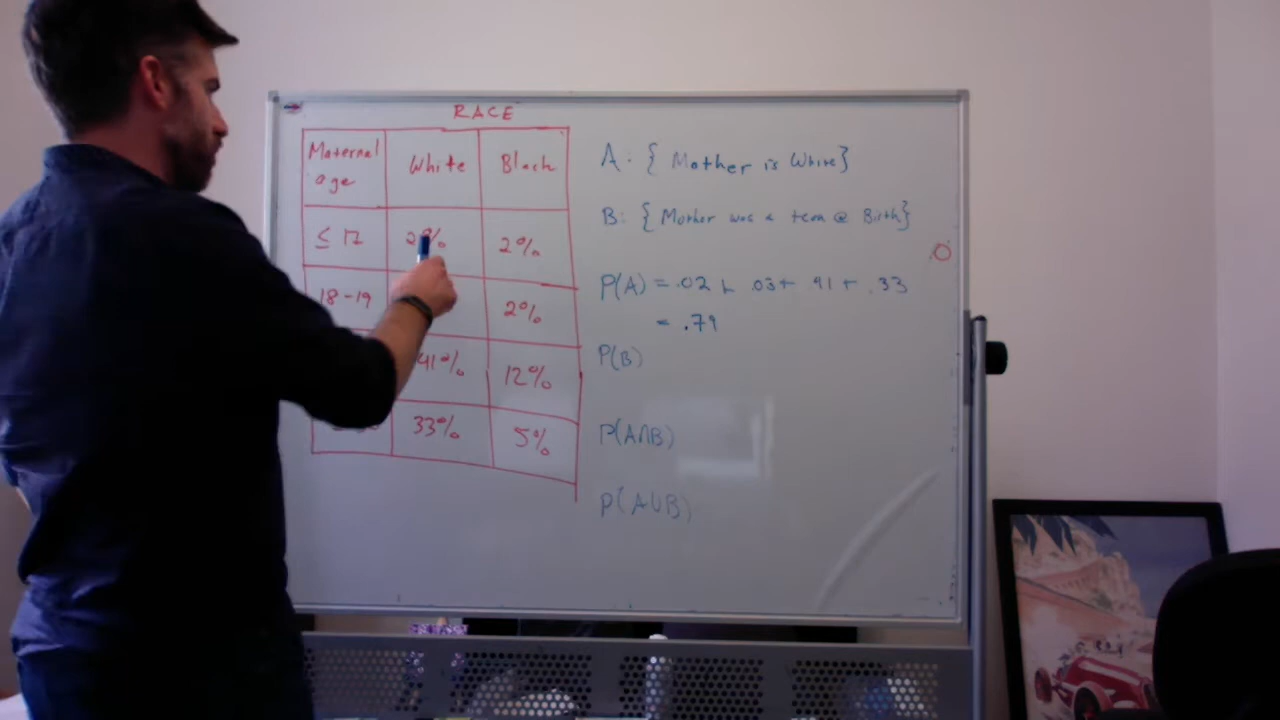 RACE
Maternal age White Black
≤ 17 2% 2%
18-19 2%
41% 12%
33% 5%
A: { Mother is White}
B: { Mother was a teen @ Birth}
P(A) = .02 + .03+ .41 + .33
= .79
P(B)
P(A∩B)
P(A∪B)